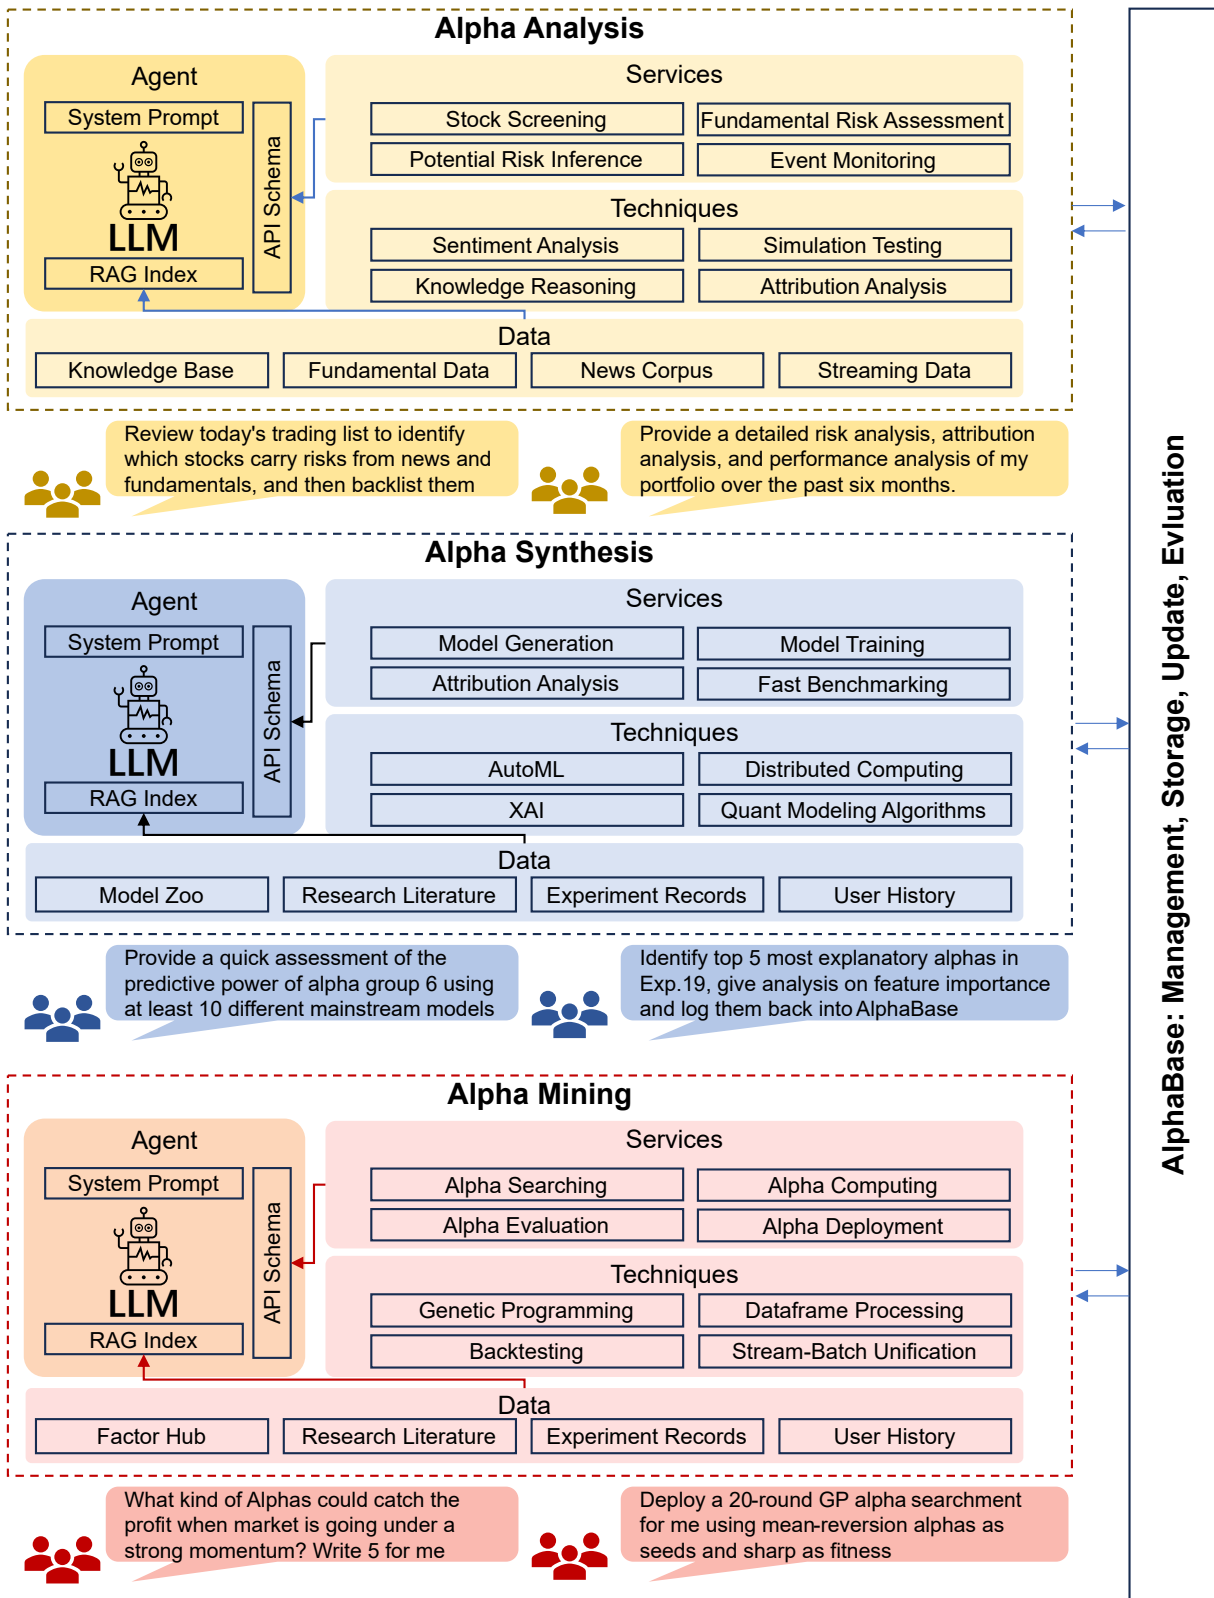 Alpha Analysis
Agent
System Prompt
LLM
RAG Index
API Schema
Services
Stock Screening
Fundamental Risk Assessment
Potential Risk Inference
Event Monitoring
Techniques
Sentiment Analysis
Simulation Testing
Knowledge Reasoning
Attribution Analysis
Data
Knowledge Base
Fundamental Data
News Corpus
Streaming Data
Review today's trading list to identify
which stocks carry risks from news and
fundamentals, and then backlist them
Provide a detailed risk analysis, attribution
analysis, and performance analysis of my
portfolio over the past six months.
Alpha Synthesis
Agent
System Prompt
LLM
RAG Index
API Schema
Services
Model Generation
Model Training
Attribution Analysis
Fast Benchmarking
Techniques
AutoML
Distributed Computing
XAI
Quant Modeling Algorithms
Data
Model Zoo
Research Literature
Experiment Records
User History
Provide a quick assessment of the
predictive power of alpha group 6 using
at least 10 different mainstream models
Identify top 5 most explanatory alphas in
Exp.19, give analysis on feature importance
and log them back into AlphaBase
Alpha Mining
Agent
System Prompt
LLM
RAG Index
API Schema
Services
Alpha Searching
Alpha Computing
Alpha Evaluation
Alpha Deployment
Techniques
Genetic Programming
Dataframe Processing
Backtesting
Stream-Batch Unification
Data
Factor Hub
Research Literature
Experiment Records
User History
What kind of Alphas could catch the
profit when market is going under a
strong momentum? Write 5 for me
Deploy a 20-round GP alpha searchment
for me using mean-reversion alphas as
seeds and sharp as fitness
AlphaBase: Management, Storage, Update, Evluation